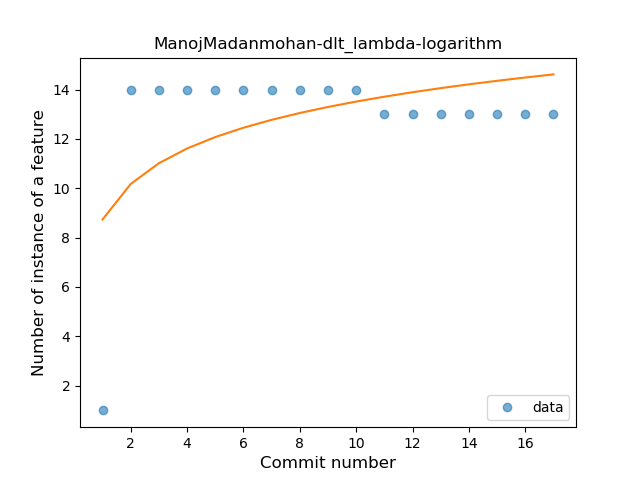 ManojMadanmohan-dlt_lambda-logarithm
Number of instance of a feature
14
12
10
8
6
4
2
2 4 6 8 10 12 14 16
Commit number
data